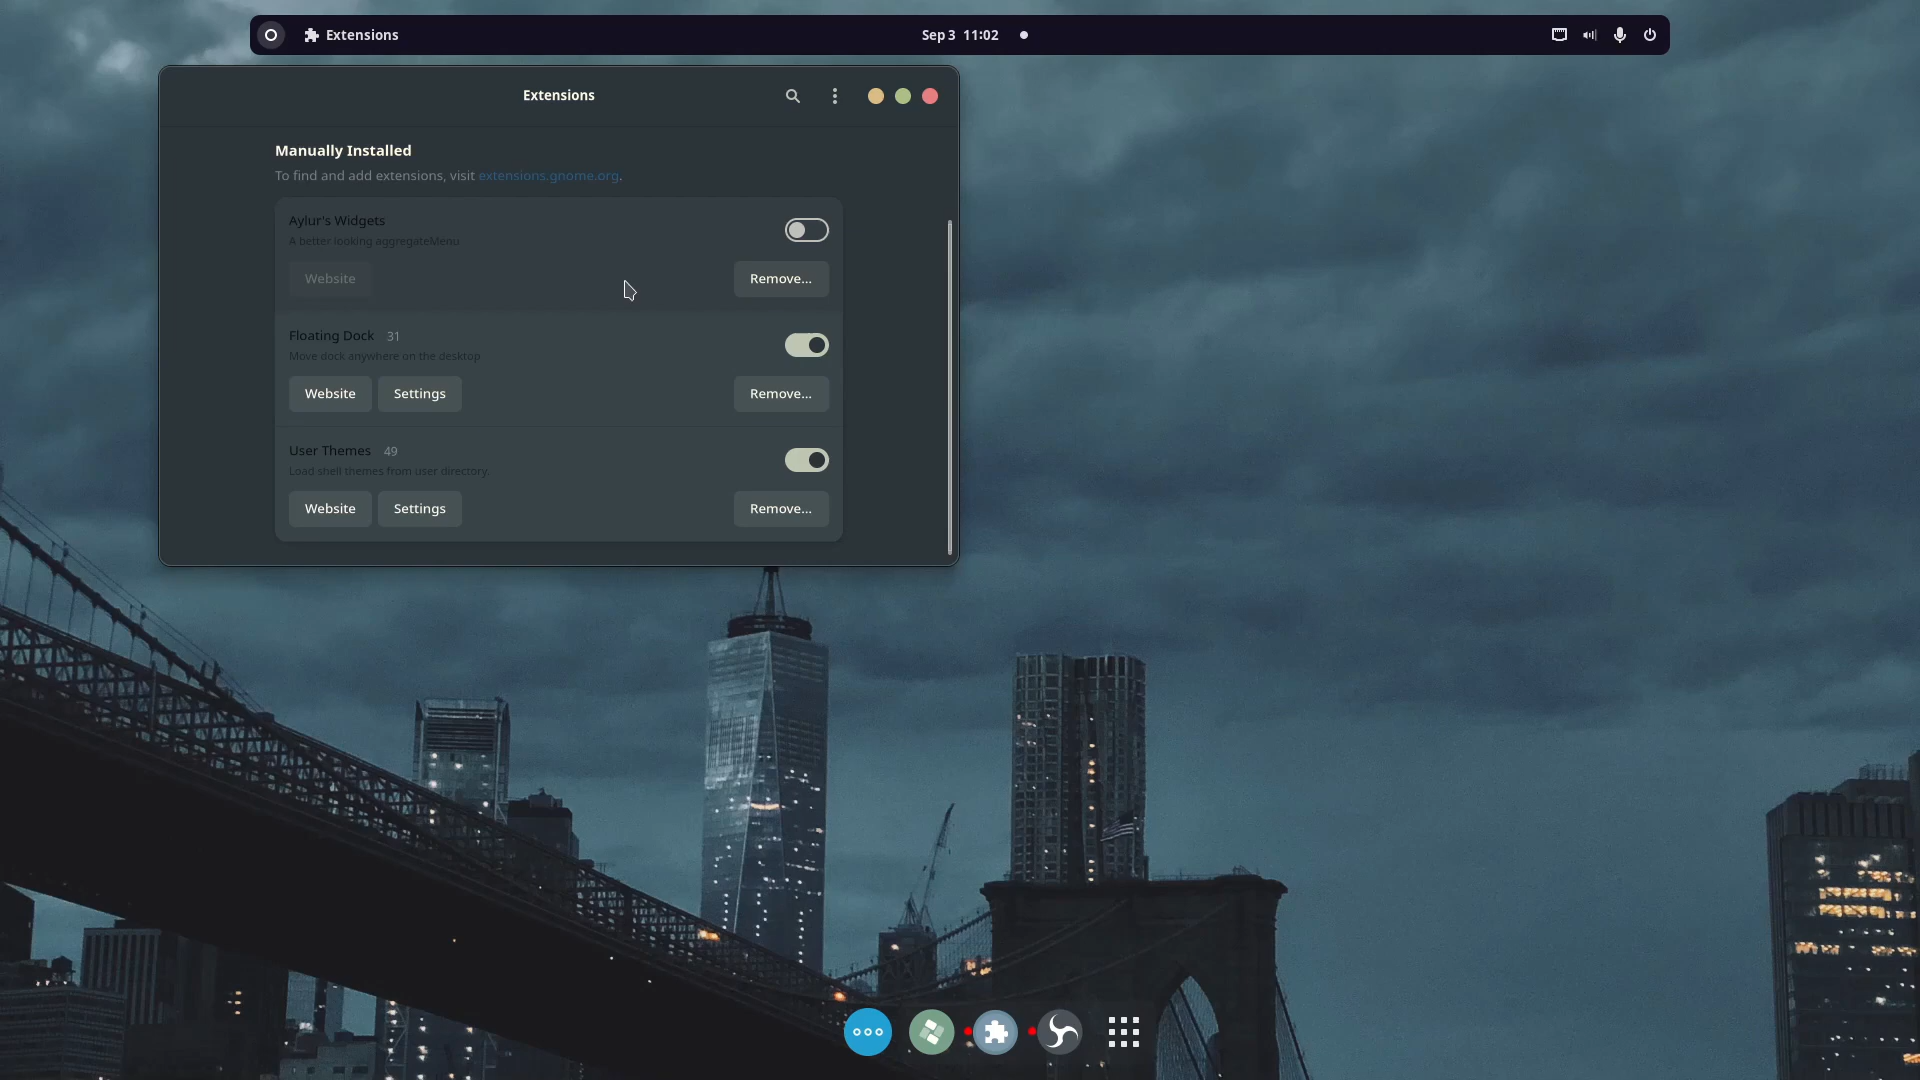 Extensions
Sep 3 11:02
Extensions
Manually Installed
To find and add extensions, visit extensions.gnome.org.
Aylur's Widgets
A better looking aggregateMenu
Website
Remove...
Floating Dock 31
Move dock anywhere on the desktop
Website Settings Remove...
User Themes 49
Load shell themes from user directory.
Website Settings Remove...